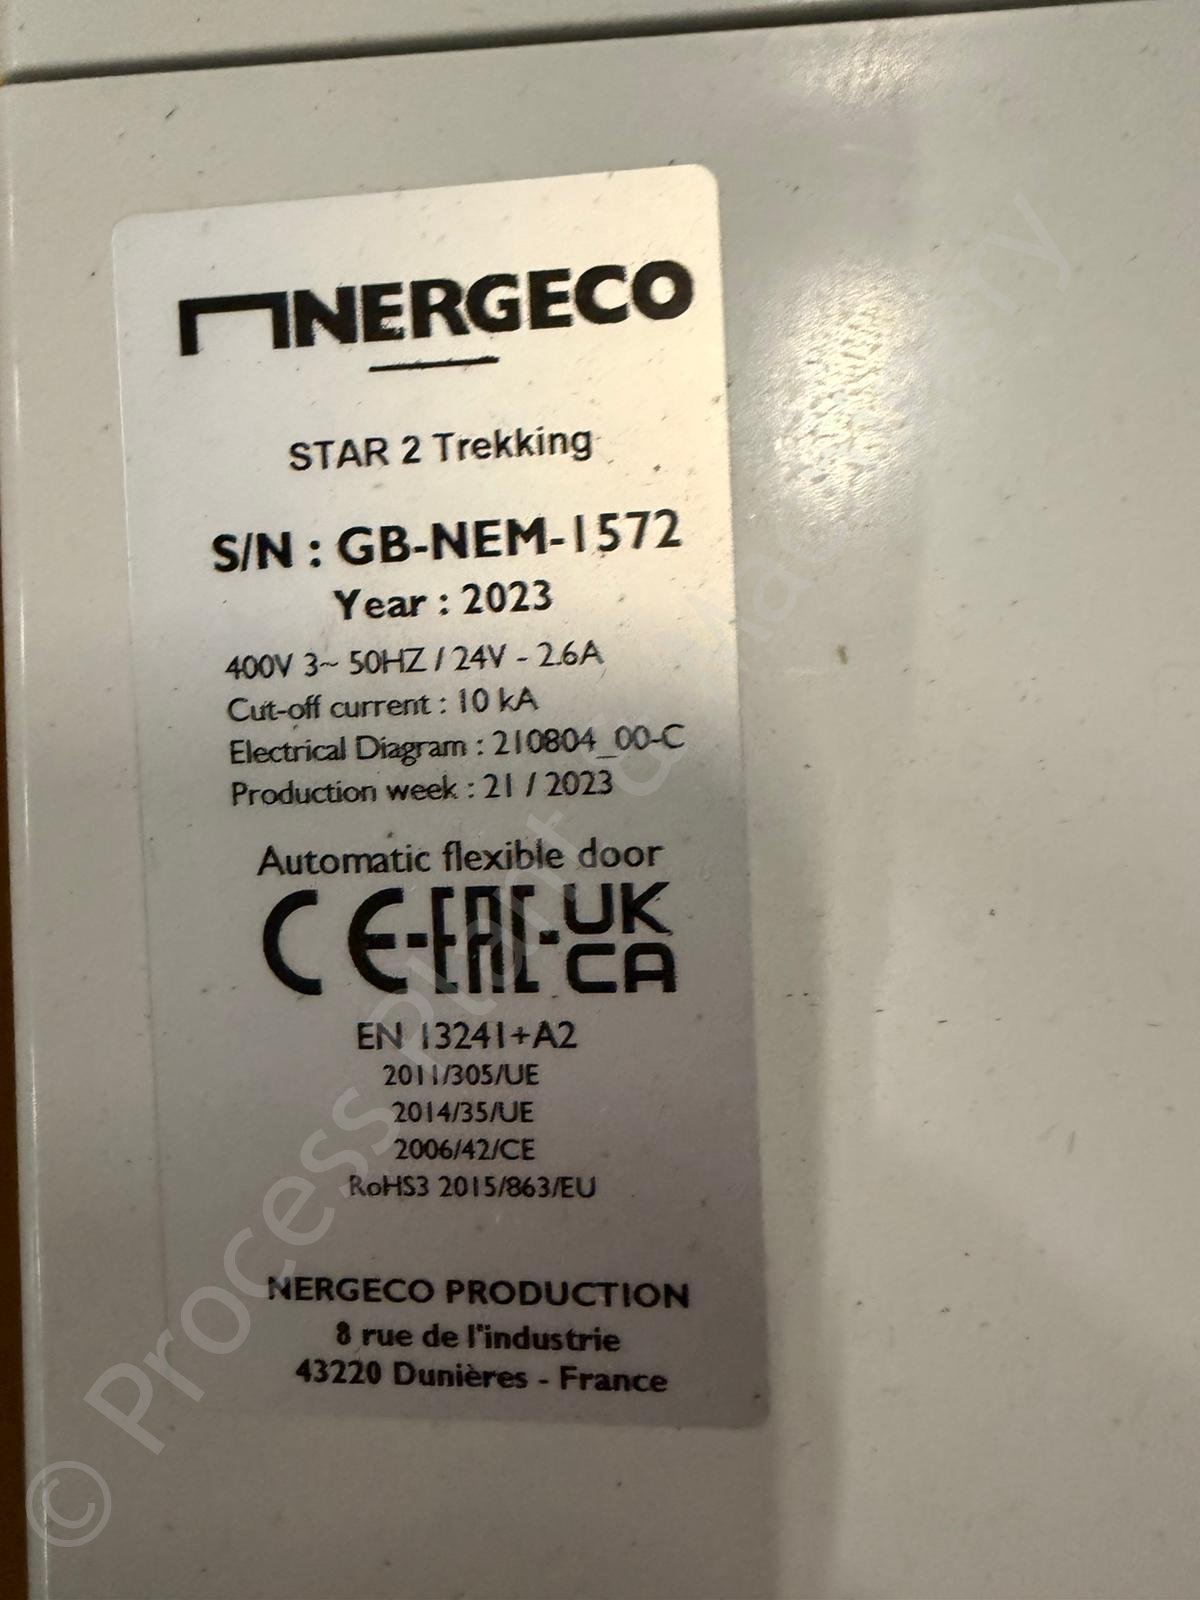 NERGECO
STAR 2 Trekking
S/N : GB-NEM-1572
Year : 2023
400V 3~ 50HZ / 24V - 2.6A
Cut-off current : 10 kA
Electrical Diagram : 210804_00-C
Production week : 21 / 2023
Automatic flexible door
CE-EAC-UK
CA
EN 13241+A2
2011/305/UE
2014/35/UE
2006/42/CE
RoHS3 2015/863/EU
NERGECO PRODUCTION
8 rue de l'industrie
43220 Dunières - France
© Process Plant & Machinery